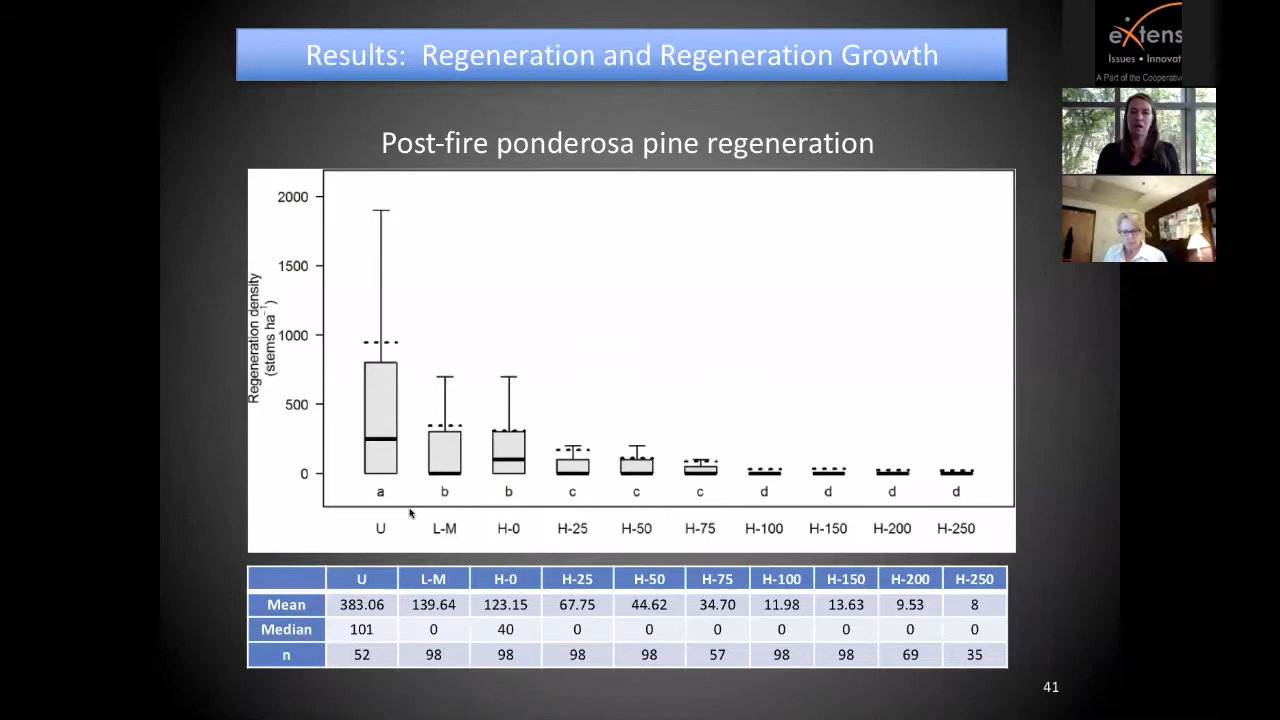 Results: Regeneration and Regeneration Growth
extens
Issues • Innovat
A Part of the Cooperative
Post-fire ponderosa pine regeneration
Regeneration density
(stems ha⁻¹)
2000
1500
1000
500
0
a b b c c c d d d d
U L-M H-0 H-25 H-50 H-75 H-100 H-150 H-200 H-250
U L-M H-0 H-25 H-50 H-75 H-100 H-150 H-200 H-250
Mean 383.06 139.64 123.15 67.75 44.62 34.70 11.98 13.63 9.53 8
Median 101 0 40 0 0 0 0 0 0 0
n 52 98 98 98 98 57 98 98 69 35
41